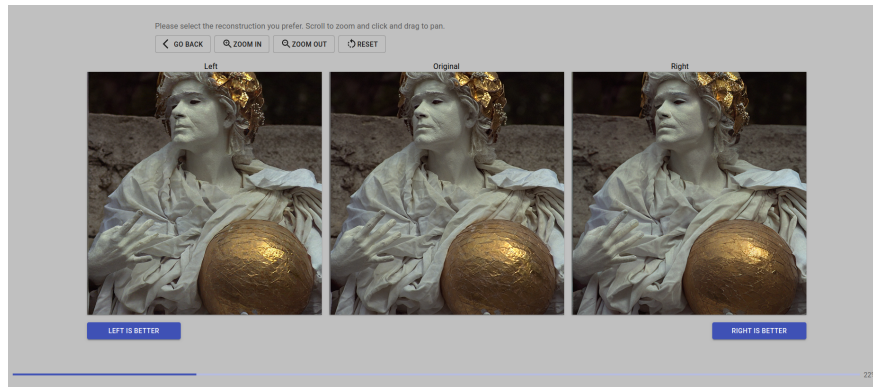 Please select the reconstruction you prefer. Scroll to zoom and click and drag to pan.
GO BACK ZOOM IN ZOOM OUT RESET
Left Original Right
LEFT IS BETTER RIGHT IS BETTER
22%